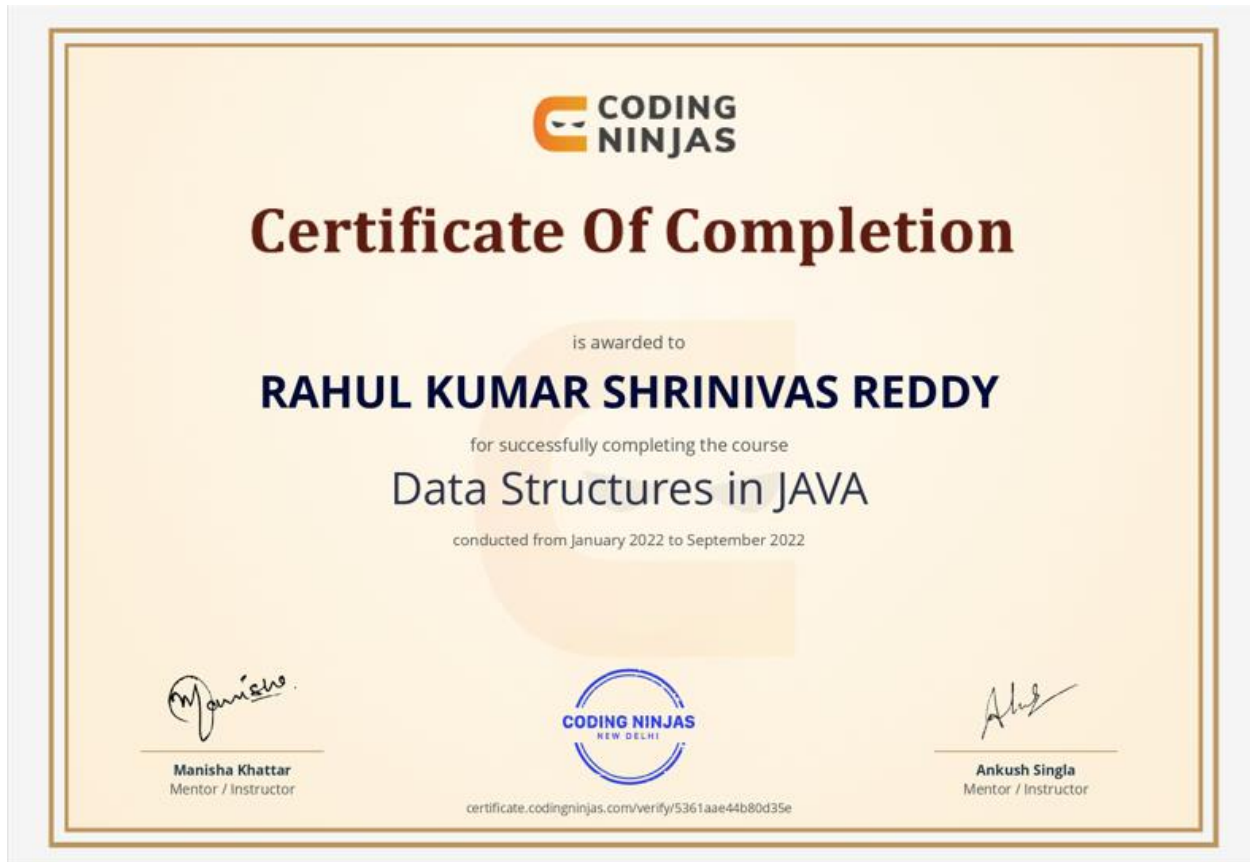 CODING
NINJAS
Certificate Of Completion
is awarded to
RAHUL KUMAR SHRINIVAS REDDY
for successfully completing the course
Data Structures in JAVA
conducted from January 2022 to September 2022
Manishe.
CODING NINJAS
NEW DELHI
Manisha Khattar
Mentor / Instructor
Ankush Singla
Mentor / Instructor
certificate.codingninjas.com/verify/5361aae44b80d35e